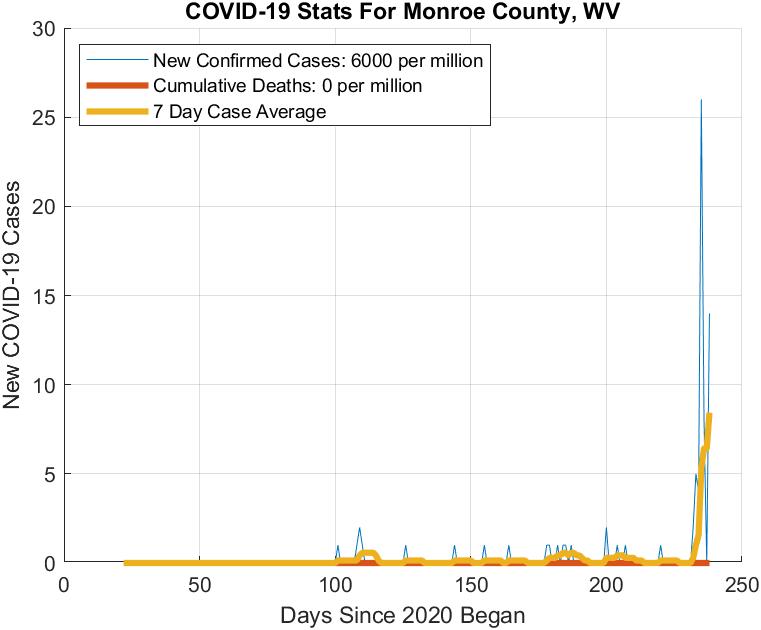 COVID-19 Stats For Monroe County, WV
New Confirmed Cases: 6000 per million
Cumulative Deaths: 0 per million
7 Day Case Average
30
25
20
15
10
5
0
New COVID-19 Cases
0 50 100 150 200 250
Days Since 2020 Began